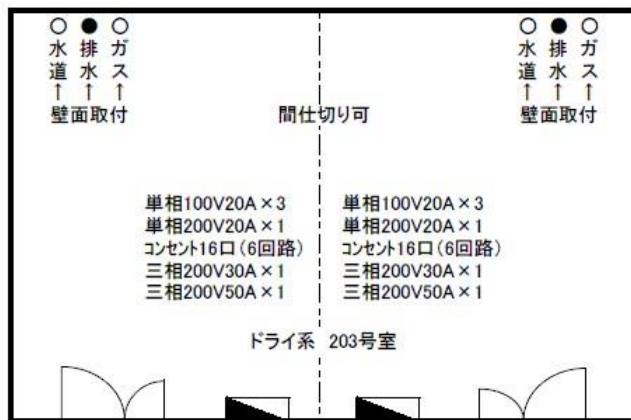 ○ ● ○
水 排 ガ
道 水 ス
↑ ↑ ↑
壁面取付
○ ● ○
水 排 ガ
道 水 ス
↑ ↑ ↑
壁面取付
間仕切り可
単相100V20A×3
単相200V20A×1
コンセント16口(6回路)
三相200V30A×1
三相200V50A×1
単相100V20A×3
単相200V20A×1
コンセント16口(6回路)
三相200V30A×1
三相200V50A×1
ドライ系 203号室